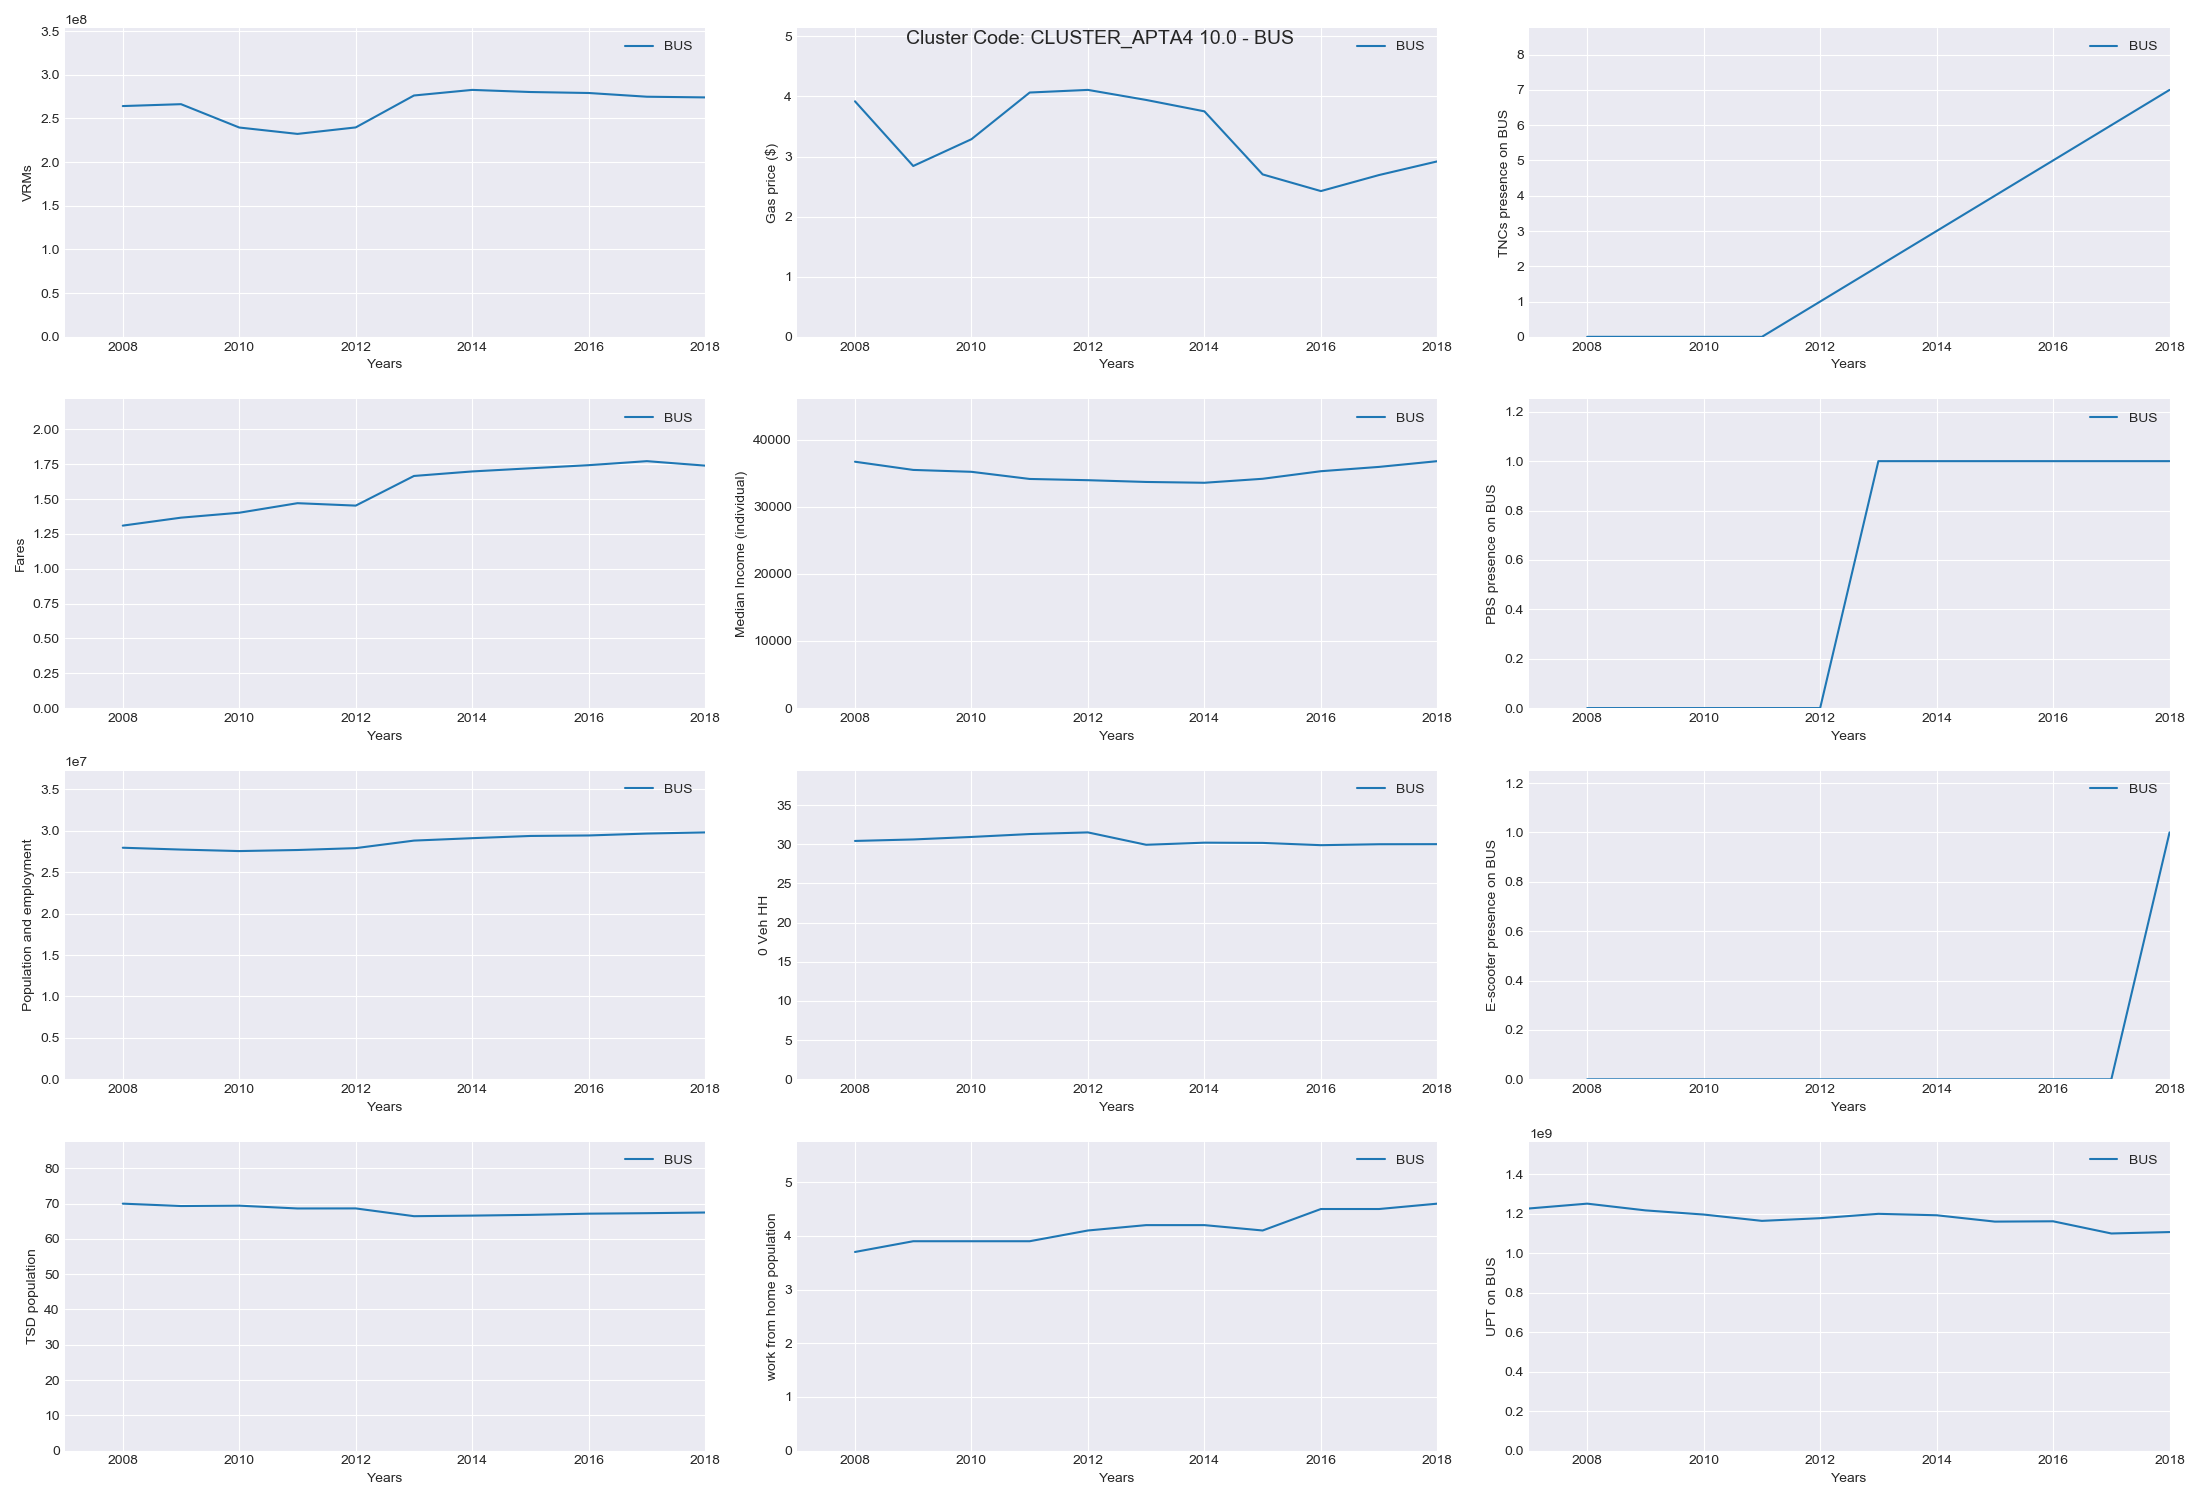 Cluster Code: CLUSTER_APTA4 10.0 - BUS
1e8
3.5
3.0
2.5
2.0
1.5
1.0
0.5
0.0
VRMs
BUS
2008 2010 2012 2014 2016 2018
Years
5
4
3
2
1
0
Gas price ($)
BUS
2008 2010 2012 2014 2016 2018
Years
8
7
6
5
4
3
2
1
0
TNCs presence on BUS
BUS
2008 2010 2012 2014 2016 2018
Years
2.00
1.75
1.50
1.25
1.00
0.75
0.50
0.25
0.00
Fares
BUS
2008 2010 2012 2014 2016 2018
Years
40000
30000
20000
10000
0
Median Income (individual)
BUS
2008 2010 2012 2014 2016 2018
Years
1.2
1.0
0.8
0.6
0.4
0.2
0.0
PBS presence on BUS
BUS
2008 2010 2012 2014 2016 2018
Years
1e7
3.5
3.0
2.5
2.0
1.5
1.0
0.5
0.0
Population and employment
BUS
2008 2010 2012 2014 2016 2018
Years
35
30
25
20
15
10
5
0
0 Veh HH
BUS
2008 2010 2012 2014 2016 2018
Years
1.2
1.0
0.8
0.6
0.4
0.2
0.0
E-scooter presence on BUS
BUS
2008 2010 2012 2014 2016 2018
Years
80
70
60
50
40
30
20
10
0
TSD population
BUS
2008 2010 2012 2014 2016 2018
Years
5
4
3
2
1
0
work from home population
BUS
2008 2010 2012 2014 2016 2018
Years
1e9
1.4
1.2
1.0
0.8
0.6
0.4
0.2
0.0
UPT on BUS
BUS
2008 2010 2012 2014 2016 2018
Years